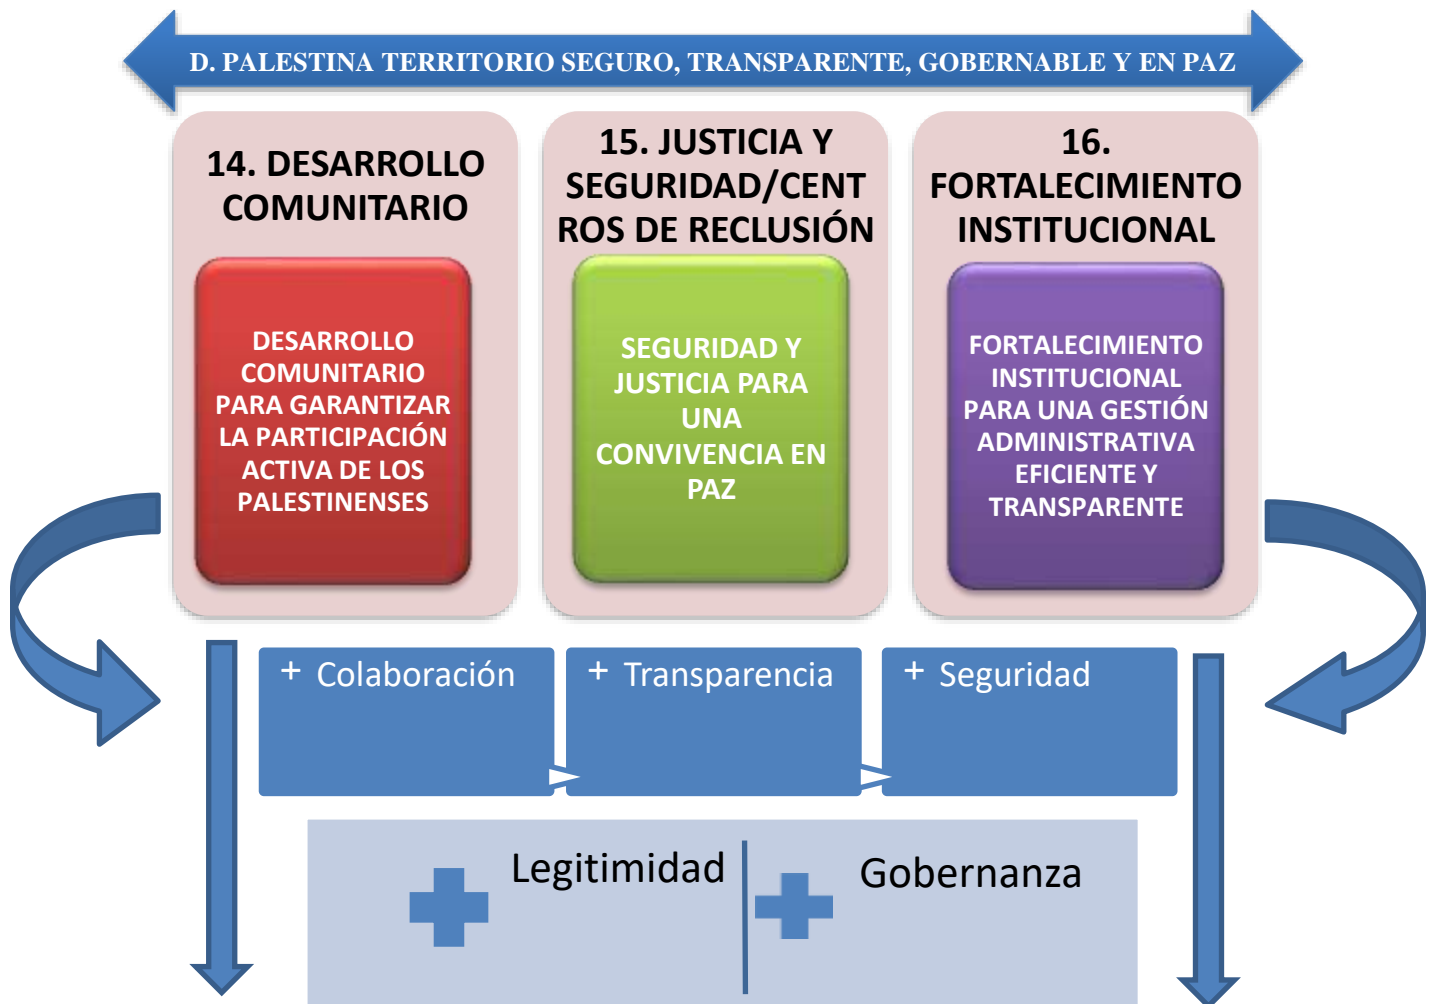 D. PALESTINA TERRITORIO SEGURO, TRANSPARENTE, GOBERNABLE Y EN PAZ
14. DESARROLLO
COMUNITARIO
DESARROLLO
COMUNITARIO
PARA GARANTIZAR
LA PARTICIPACIÓN
ACTIVA DE LOS
PALESTINENSES
15. JUSTICIA Y
SEGURIDAD/CENT
ROS DE RECLUSIÓN
SEGURIDAD Y
JUSTICIA PARA
UNA
CONVIVENCIA EN
PAZ
16.
FORTALECIMIENTO
INSTITUCIONAL
FORTALECIMIENTO
INSTITUCIONAL
PARA UNA GESTIÓN
ADMINISTRATIVA
EFICIENTE Y
TRANSPARENTE
+ Colaboración
+ Transparencia
+ Seguridad
Legitimidad
Gobernanza